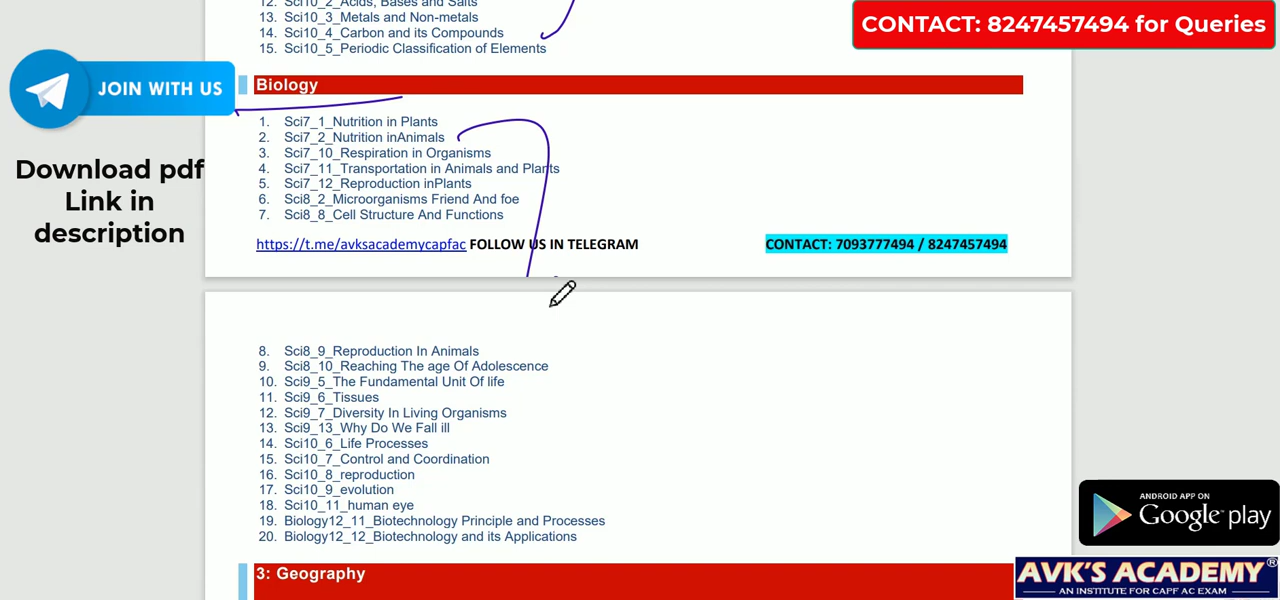 12. Sci10_2_Acids, Bases and Salts
13. Sci10_3_Metals and Non-metals
14. Sci10_4_Carbon and its Compounds
15. Sci10_5_Periodic Classification of Elements
CONTACT: 8247457494 for Queries
JOIN WITH US
Download pdf
Link in
description
Biology
1. Sci7_1_Nutrition in Plants
2. Sci7_2_Nutrition inAnimals
3. Sci7_10_Respiration in Organisms
4. Sci7_11_Transportation in Animals and Plants
5. Sci7_12_Reproduction inPlants
6. Sci8_2_Microorganisms Friend And foe
7. Sci8_8_Cell Structure And Functions
https://t.me/avksacademycapfac FOLLOW US IN TELEGRAM CONTACT: 7093777494 / 8247457494
8. Sci8_9_Reproduction In Animals
9. Sci8_10_Reaching The age Of Adolescence
10. Sci9_5_The Fundamental Unit Of life
11. Sci9_6_Tissues
12. Sci9_7_Diversity In Living Organisms
13. Sci9_13_Why Do We Fall ill
14. Sci10_6_Life Processes
15. Sci10_7_Control and Coordination
16. Sci10_8_reproduction
17. Sci10_9_evolution
18. Sci10_11_human eye
19. Biology12_11_Biotechnology Principle and Processes
20. Biology12_12_Biotechnology and its Applications
3: Geography
ANDROID APP ON
Google play
AVK'S ACADEMY®
AN INSTITUTE FOR CAPF AC EXAM